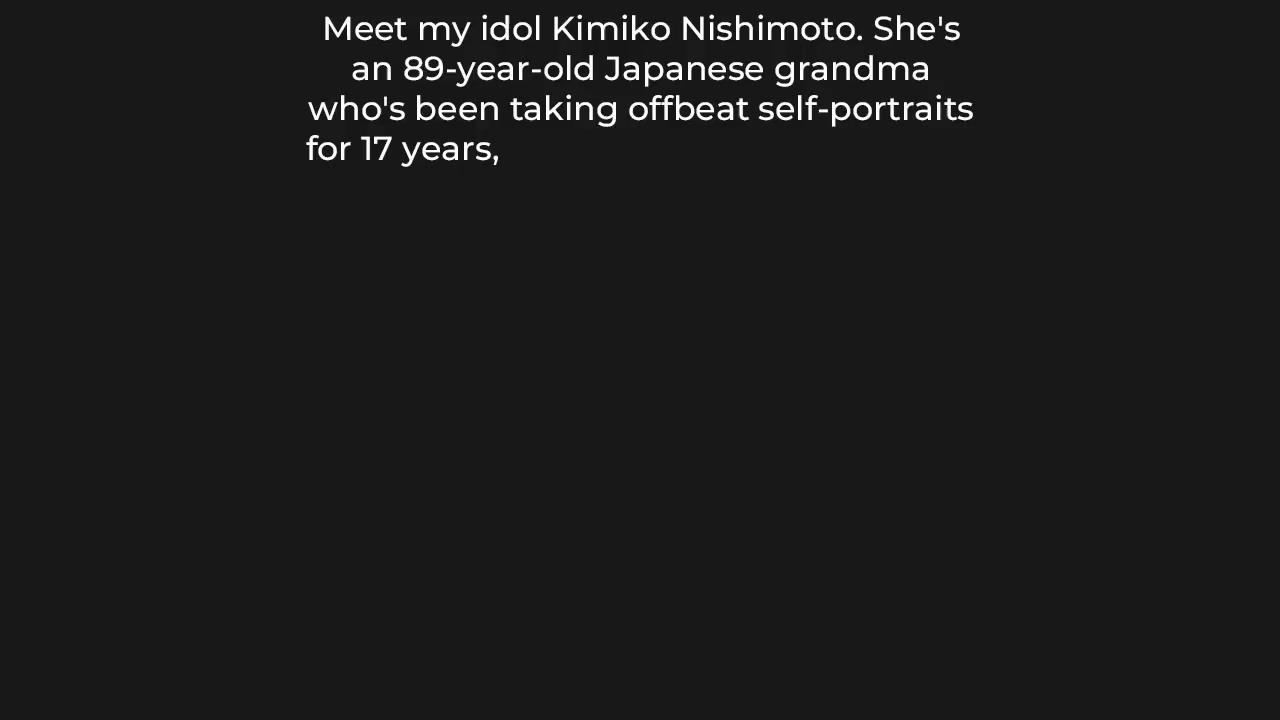 Meet my idol Kimiko Nishimoto. She's
an 89-year-old Japanese grandma
who's been taking offbeat self-portraits
for 17 years,